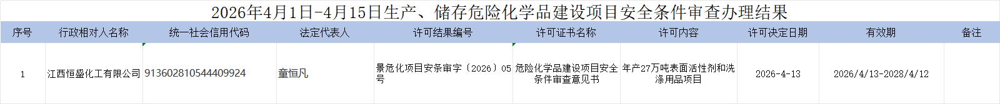 2026年4月1日-4月15日生产、储存危险化学品建设项目安全条件审查办理结果
序号 行政相对人名称 统一社会信用代码 法定代表人 许可结果编号 许可证书名称 许可内容 许可决定日期 有效期 备注
1 江西恒盛化工有限公司 913602810544409924 童恒凡 景危化项目安条审字〔2026〕05号 危险化学品建设项目安全条件审查意见书 年产27万吨表面活性剂和洗涤用品项目 2026-4-13 2026/4/13-2028/4/12